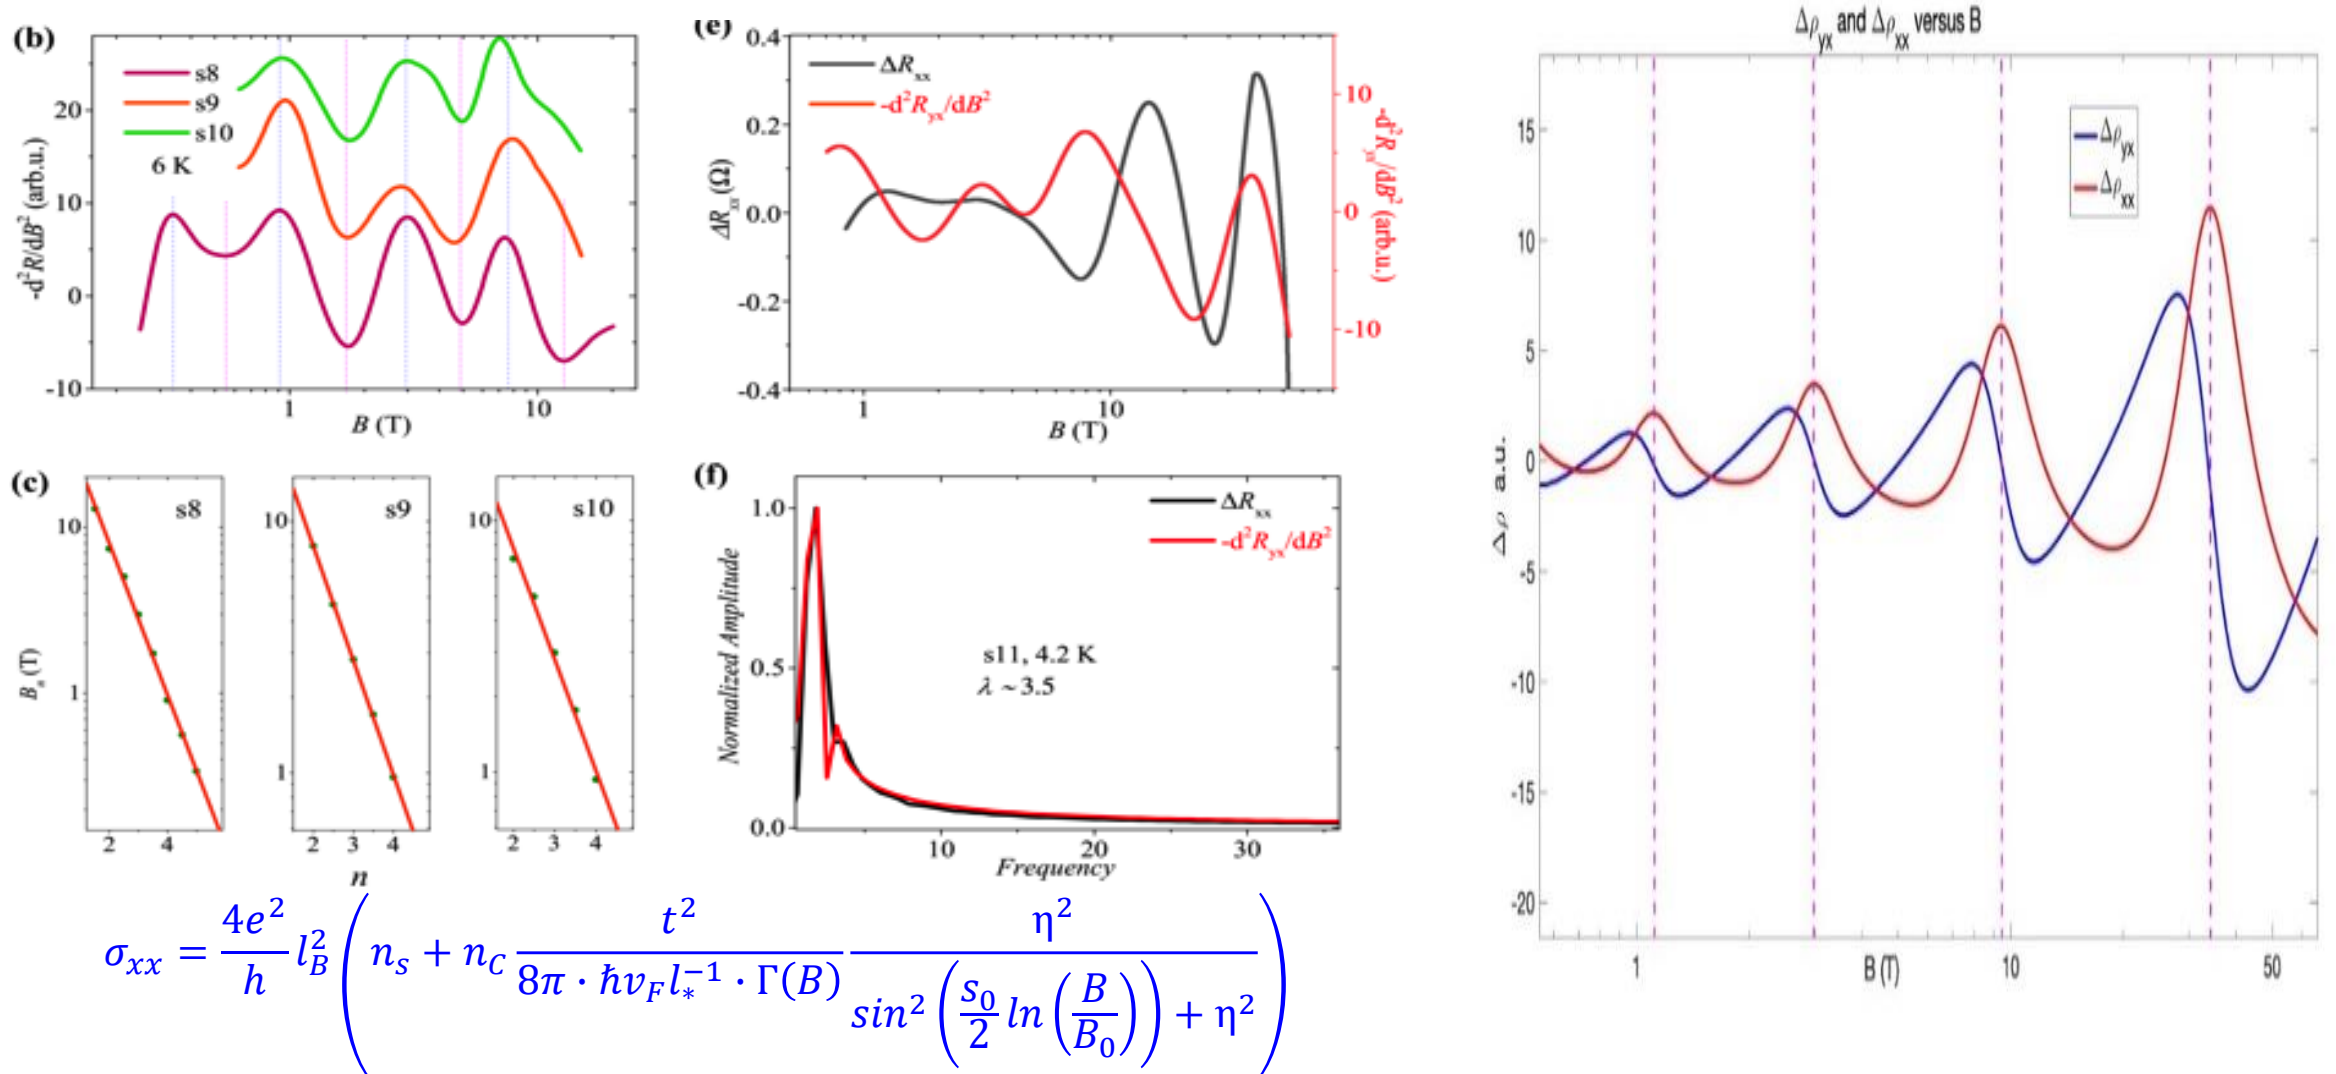 (b)
s8
s9
s10
6 K
20
10
0
-10
-d²R/dB² (arb.u.)
1
10
B (T)
(e)
ΔRxx
-d²Ryx/dB²
0.4
0.2
0.0
-0.2
-0.4
ΔRxx (Ω)
10
0
-10
-d²Ryx/dB² (arb.u.)
1
10
B (T)
(c)
s8
s9
s10
10
1
10
1
10
1
Bn (T)
2 4
2 3 4
2 3 4
n
(f)
ΔRxx
-d²Ryx/dB²
1.0
0.5
0.0
Normalized Amplitude
s11, 4.2 K
λ ~ 3.5
10 20 30
Frequency
Δρyx and Δρxx versus B
Δρyx
Δρxx
15
10
5
0
-5
-10
-15
-20
Δρ a.u.
1
B (T)
10
50
σxx = 4e²/h l_B² ( ns + nC t²/(8π · ħvF l*⁻¹ · Γ(B)) η²/(sin²(s0/2 ln(B/B0)) + η²) )